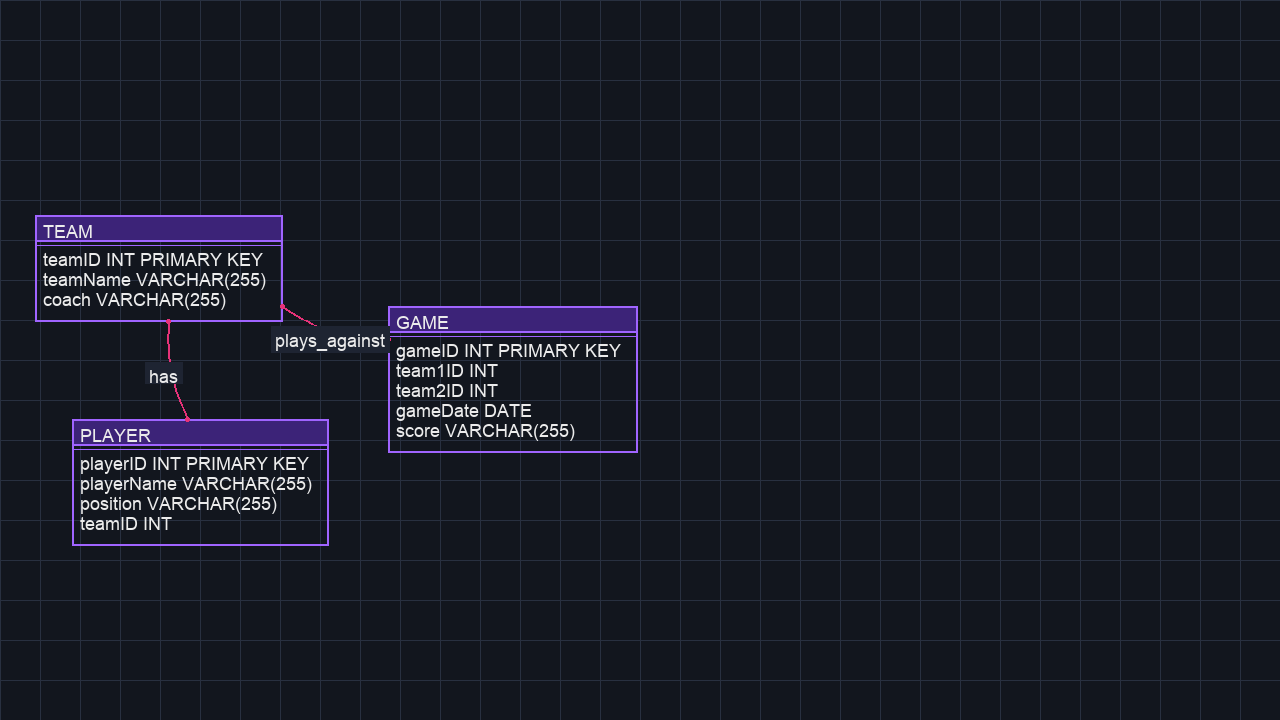 TEAM
teamID INT PRIMARY KEY
teamName VARCHAR(255)
coach VARCHAR(255)
plays_against
GAME
gameID INT PRIMARY KEY
team1ID INT
team2ID INT
gameDate DATE
score VARCHAR(255)
has
PLAYER
playerID INT PRIMARY KEY
playerName VARCHAR(255)
position VARCHAR(255)
teamID INT